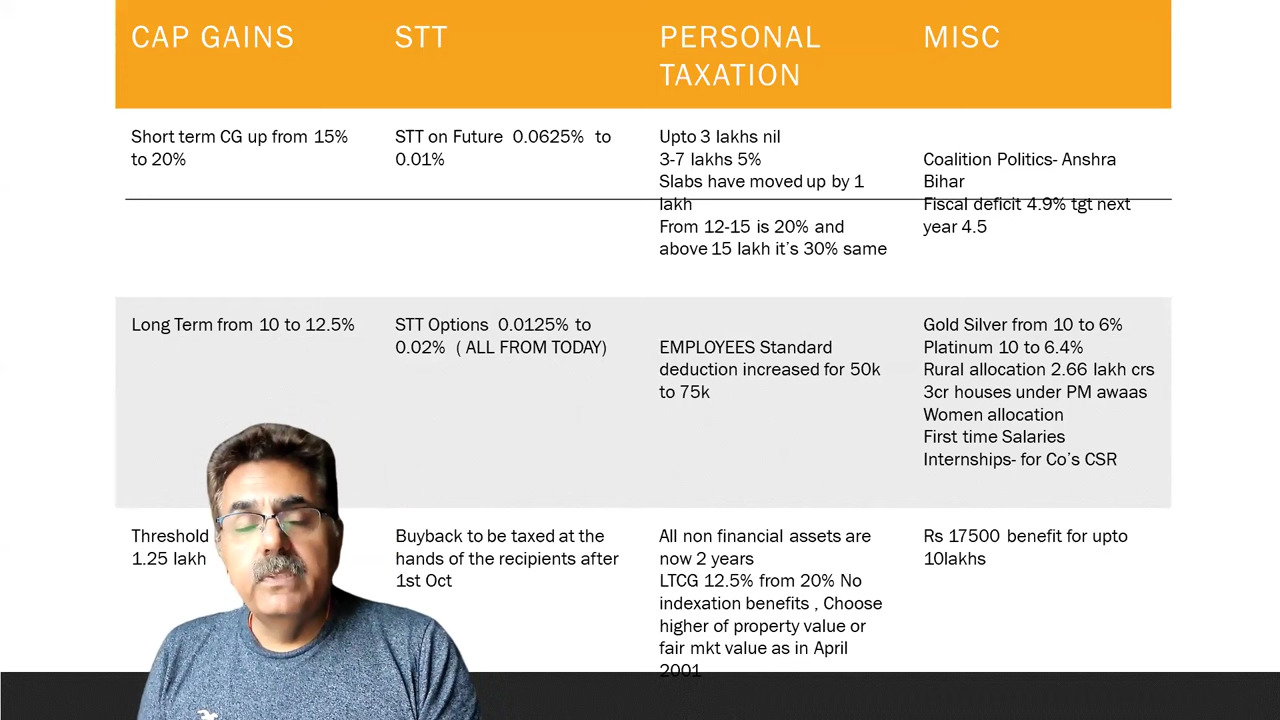 CAP GAINS
STT
PERSONAL
TAXATION
MISC
Short term CG up from 15%
to 20%
STT on Future 0.0625% to
0.01%
Upto 3 lakhs nil
3-7 lakhs 5%
Slabs have moved up by 1
lakh
From 12-15 is 20% and
above 15 lakh it’s 30% same
Coalition Politics- Anshra
Bihar
Fiscal deficit 4.9% tgt next
year 4.5
Long Term from 10 to 12.5%
STT Options 0.0125% to
0.02% ( ALL FROM TODAY)
EMPLOYEES Standard
deduction increased for 50k
to 75k
Gold Silver from 10 to 6%
Platinum 10 to 6.4%
Rural allocation 2.66 lakh crs
3cr houses under PM awaas
Women allocation
First time Salaries
Internships- for Co’s CSR
Threshold
1.25 lakh
Buyback to be taxed at the
hands of the recipients after
1st Oct
All non financial assets are
now 2 years
LTCG 12.5% from 20% No
indexation benefits , Choose
higher of property value or
fair mkt value as in April
2001
Rs 17500 benefit for upto
10lakhs